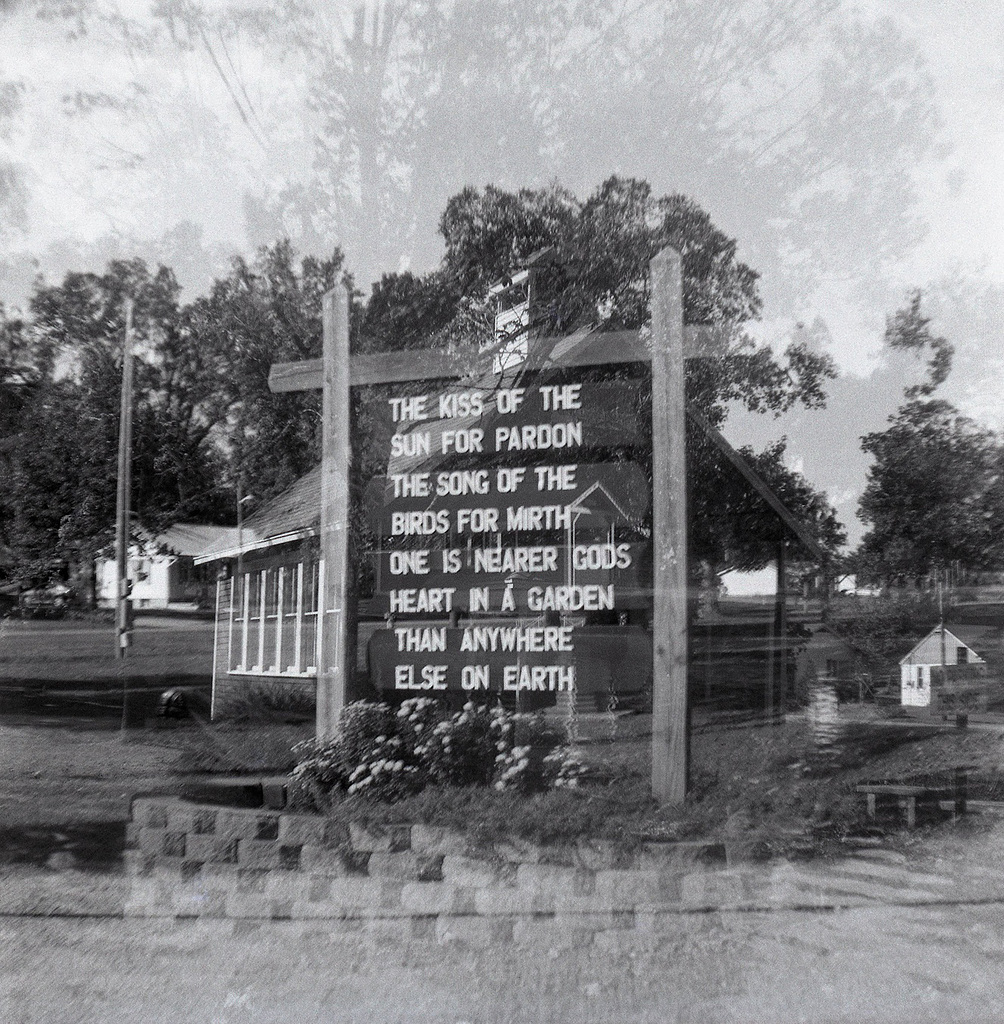 THE KISS OF THE
SUN FOR PARDON
THE SONG OF THE
BIRDS FOR MIRTH
ONE IS NEARER GODS
HEART IN A GARDEN
THAN ANYWHERE
ELSE ON EARTH